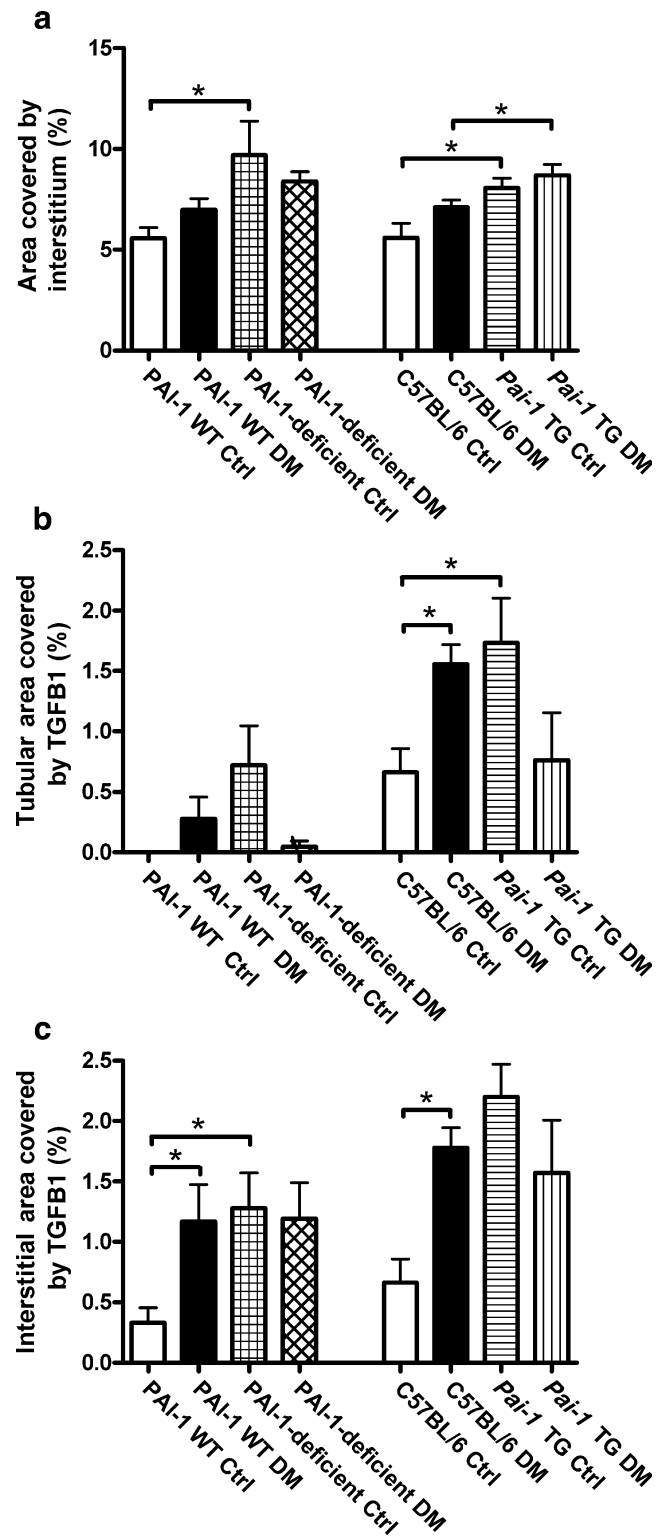 a
Area covered by
interstitium (%)
15
10
5
0
*
*
*
PAI-1 WT Ctrl
PAI-1 WT DM
PAI-1-deficient Ctrl
PAI-1-deficient DM
C57BL/6 Ctrl
C57BL/6 DM
Pai-1 TG Ctrl
Pai-1 TG DM
b
Tubular area covered
by TGFB1 (%)
2.5
2.0
1.5
1.0
0.5
0.0
*
*
PAI-1 WT Ctrl
PAI-1 WT DM
PAI-1-deficient Ctrl
PAI-1-deficient DM
C57BL/6 Ctrl
C57BL/6 DM
Pai-1 TG Ctrl
Pai-1 TG DM
c
Interstitial area covered
by TGFB1 (%)
2.5
2.0
1.5
1.0
0.5
0.0
*
*
*
PAI-1 WT Ctrl
PAI-1 WT DM
PAI-1-deficient Ctrl
PAI-1-deficient DM
C57BL/6 Ctrl
C57BL/6 DM
Pai-1 TG Ctrl
Pai-1 TG DM